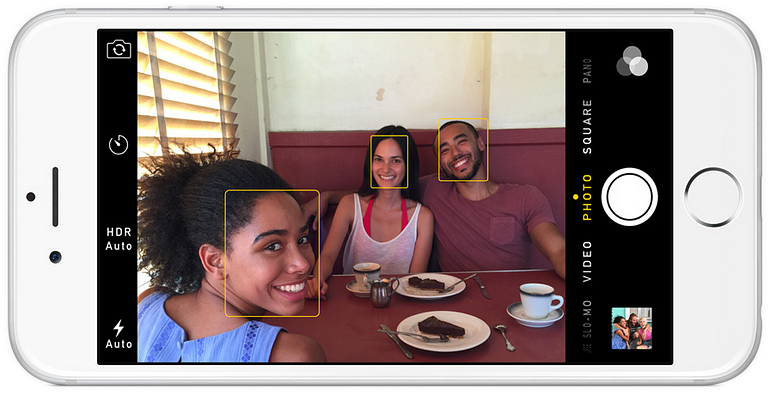 HDR
Auto
Auto
PANO
SQUARE
PHOTO
VIDEO
SLO-MO